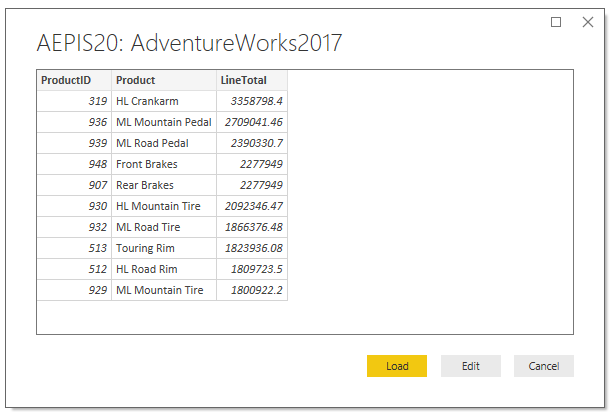 AEPIS20: AdventureWorks2017
ProductID Product LineTotal
319 HL Crankarm 3358798.4
936 ML Mountain Pedal 2709041.46
939 ML Road Pedal 2390330.7
948 Front Brakes 2277949
907 Rear Brakes 2277949
930 HL Mountain Tire 2092346.47
932 ML Road Tire 1866376.48
513 Touring Rim 1823936.08
512 HL Road Rim 1809723.5
929 ML Mountain Tire 1800922.2
Load Edit Cancel